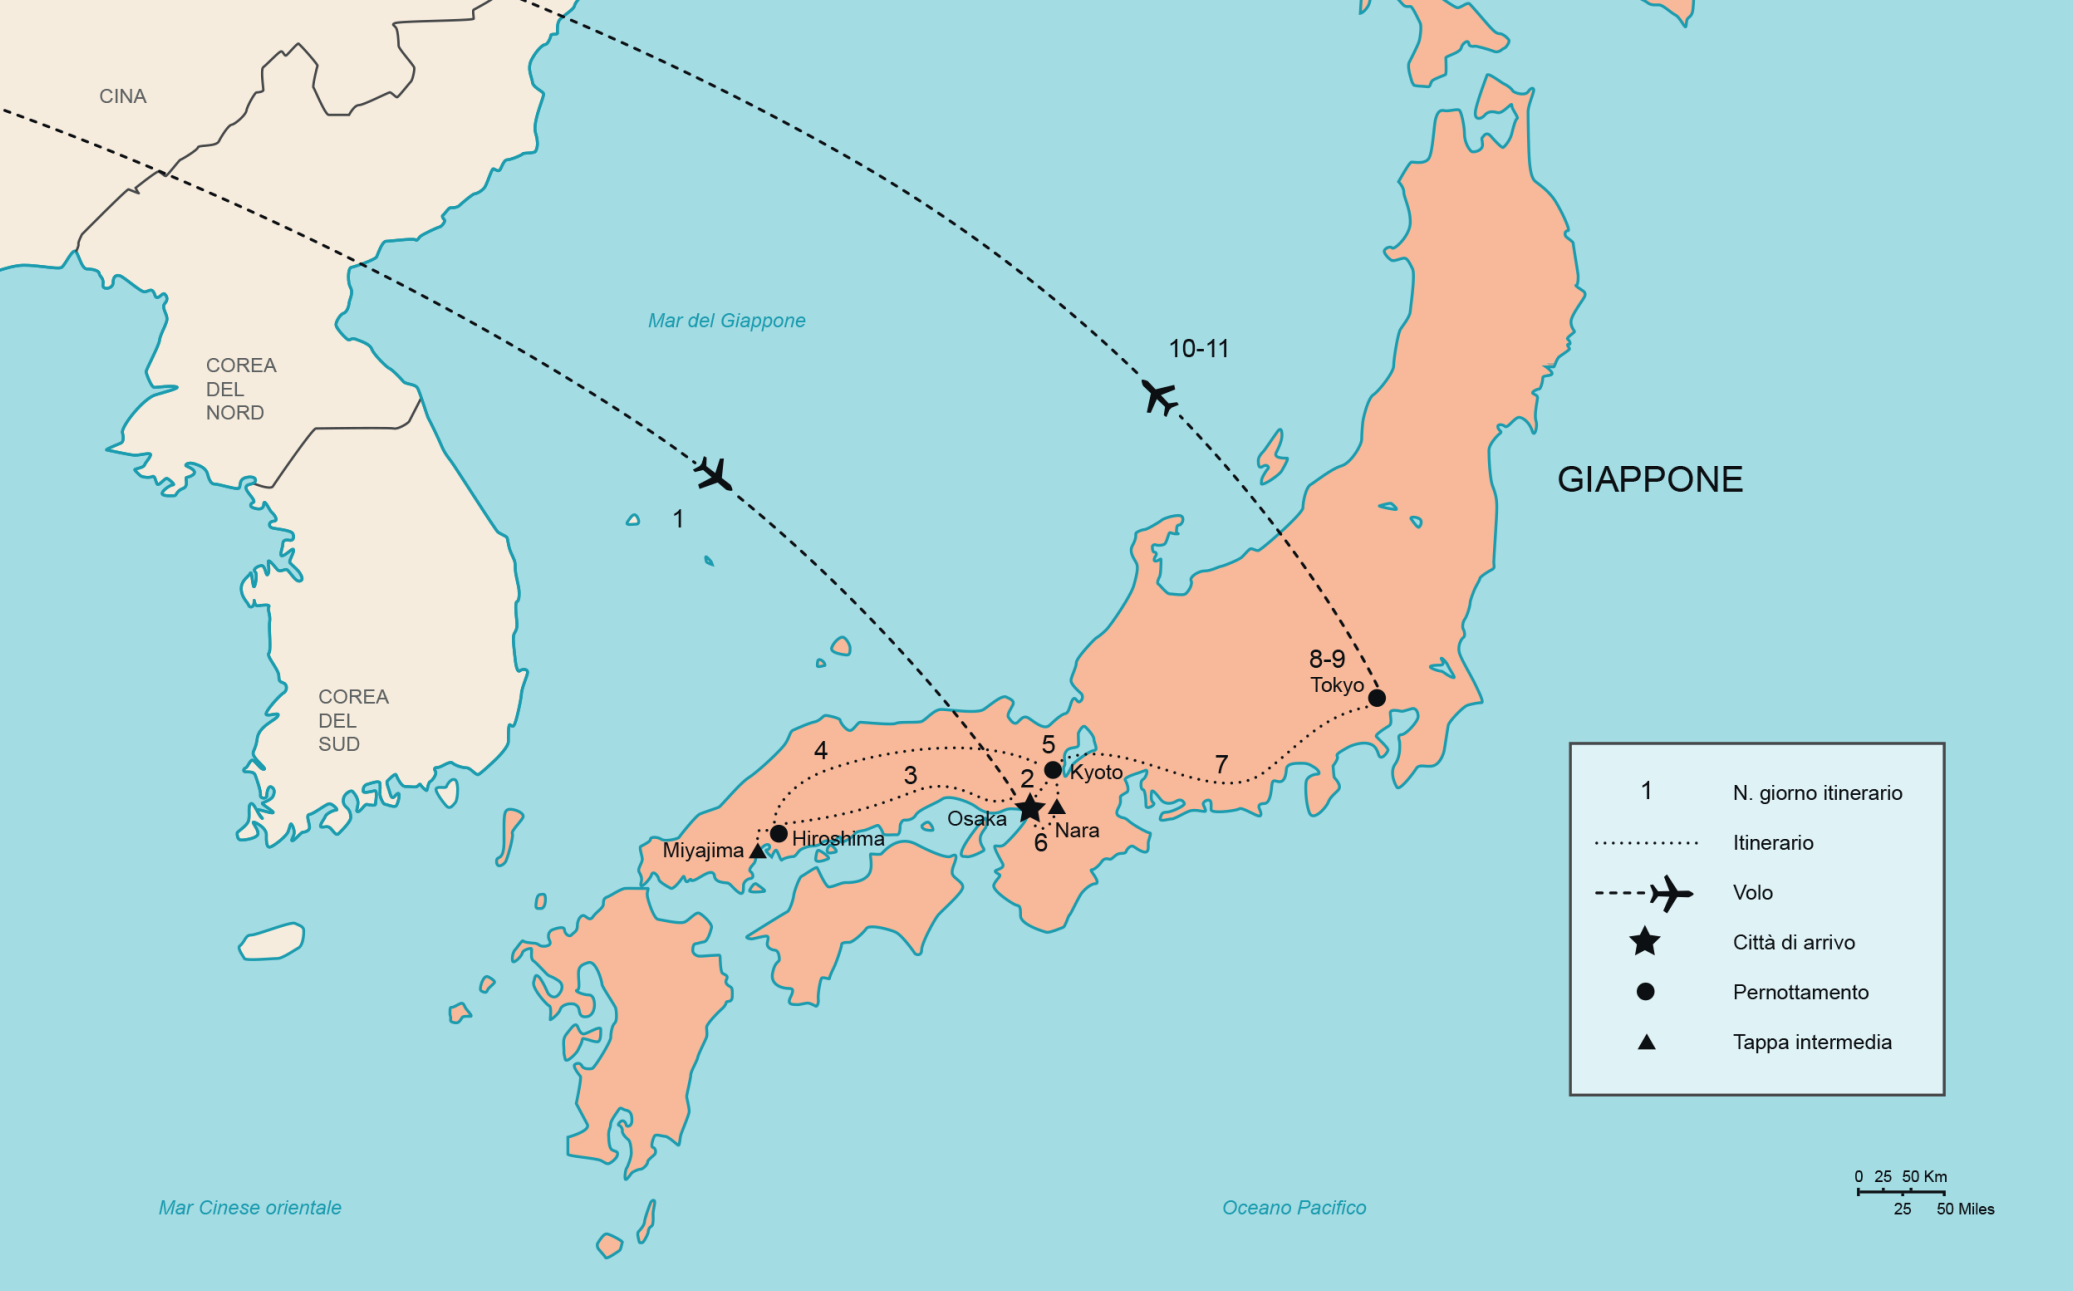 CINA
Mar del Giappone
10-11
COREA
DEL
NORD
GIAPPONE
1
8-9
Tokyo
COREA
DEL
SUD
4
5
3
2
Kyoto
7
Osaka
Nara
Hiroshima
6
Miyajima
1 N. giorno itinerario
Itinerario
Volo
Città di arrivo
Pernottamento
Tappa intermedia
0 25 50 Km
25 50 Miles
Mar Cinese orientale
Oceano Pacifico